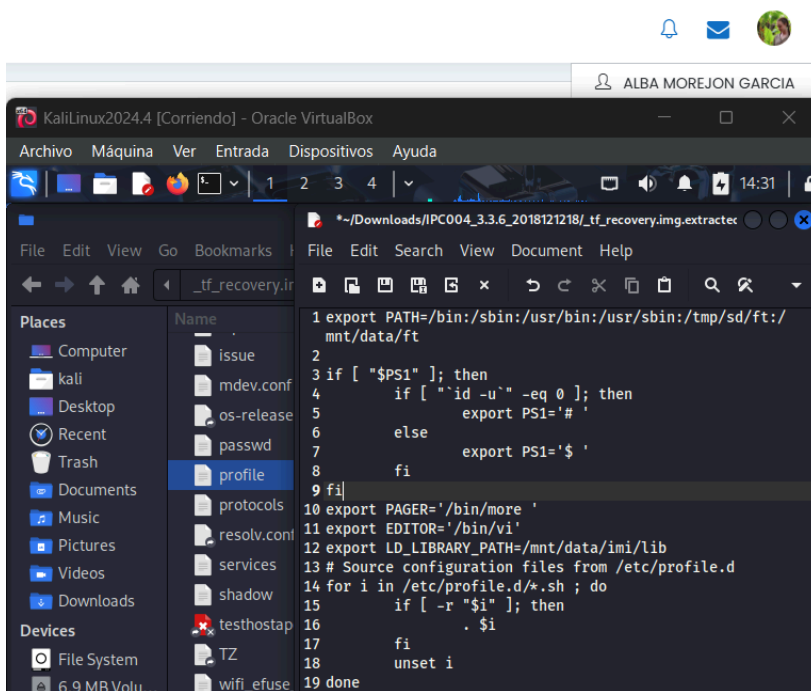 ALBA MOREJON GARCIA
KaliLinux2024.4 [Corriendo] - Oracle VirtualBox
Archivo Máquina Ver Entrada Dispositivos Ayuda
1 2 3 4
14:31
*~/Downloads/IPC004_3.3.6_2018121218/_tf_recovery.img.extracted
File Edit View Go Bookmarks
File Edit Search View Document Help
_tf_recovery.ir
Places
Computer
kali
Desktop
Recent
Trash
Documents
Music
Pictures
Videos
Downloads
Devices
File System
6.9 MB Volu
Name
issue
mdev.conf
os-release
passwd
profile
protocols
resolv.conf
services
shadow
testhostap
TZ
wifi_efuse
1 export PATH=/bin:/sbin:/usr/bin:/usr/sbin:/tmp/sd/ft:/
mnt/data/ft
2
3 if [ "$PS1" ]; then
4 if [ "`id -u`" -eq 0 ]; then
5 export PS1='# '
6 else
7 export PS1='$ '
8 fi
9 fi
10 export PAGER='/bin/more '
11 export EDITOR='/bin/vi'
12 export LD_LIBRARY_PATH=/mnt/data/imi/lib
13 # Source configuration files from /etc/profile.d
14 for i in /etc/profile.d/*.sh ; do
15 if [ -r "$i" ]; then
16 . $i
17 fi
18 unset i
19 done